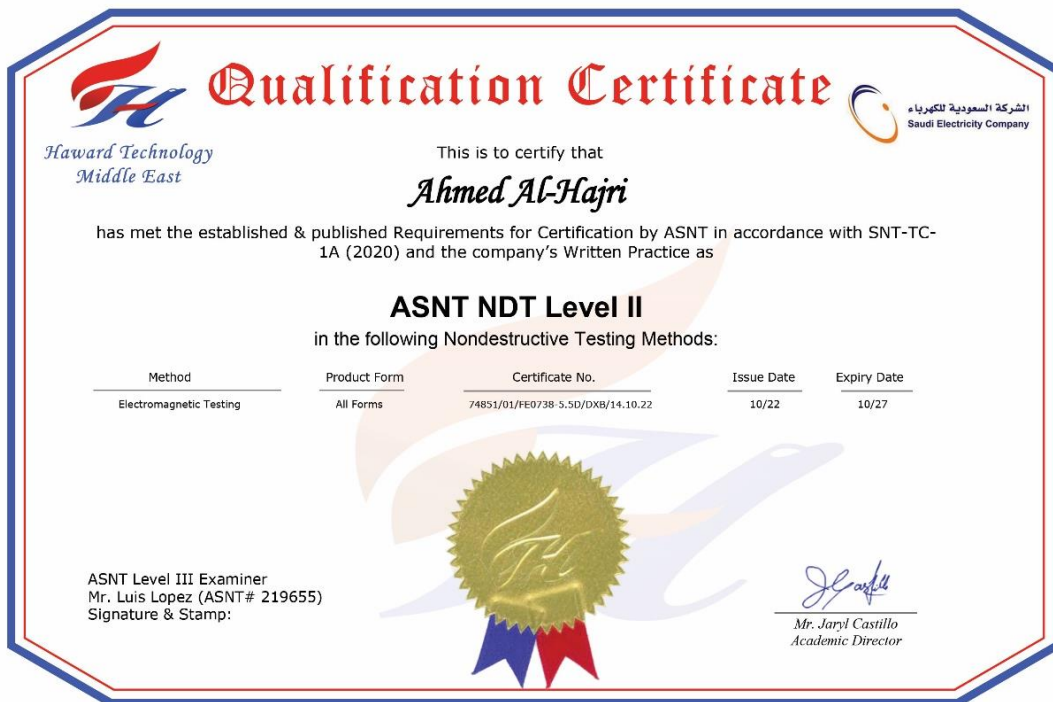 Qualification Certificate
Haward Technology
Middle East
الشركة السعودية للكهرباء
Saudi Electricity Company
This is to certify that
Ahmed Al-Hajri
has met the established & published Requirements for Certification by ASNT in accordance with SNT-TC-
1A (2020) and the company's Written Practice as
ASNT NDT Level II
in the following Nondestructive Testing Methods:
Method Product Form Certificate No. Issue Date Expiry Date
Electromagnetic Testing All Forms 74851/01/FE0738-5.5D/DXB/14.10.22 10/22 10/27
ASNT Level III Examiner
Mr. Luis Lopez (ASNT# 219655)
Signature & Stamp:
Mr. Jaryl Castillo
Academic Director